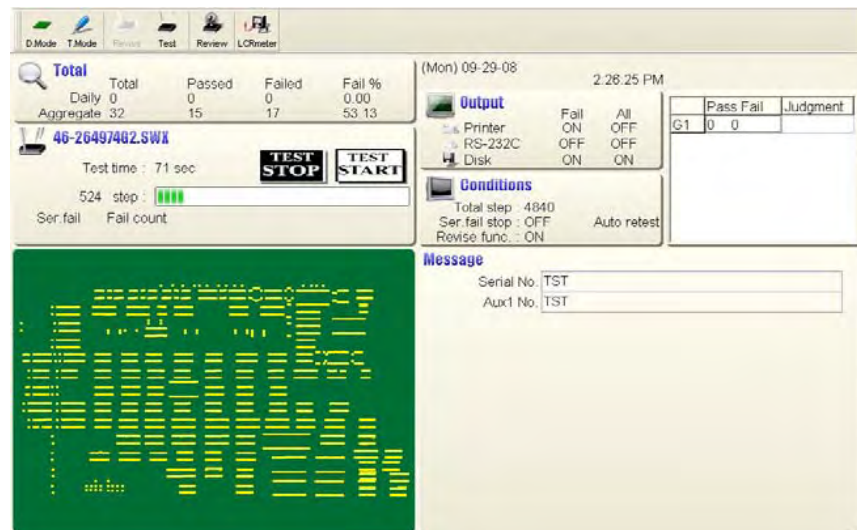 D.Mode T.Mode Revise Test Review LCRmeter
Total
Total Passed Failed Fail %
Daily 0 0 0 0.00
Aggregate 32 15 17 53.13
46-26497402.SWX
Test time : 71 sec
TEST STOP
TEST START
524 step :
Ser.fail Fail count
(Mon) 09-29-08
2:26:25 PM
Output
Fail All
Printer ON OFF
RS-232C OFF OFF
Disk ON ON
Conditions
Total step : 4840
Ser.fail stop : OFF Auto retest
Revise func. : ON
Pass Fail Judgment
G1 0 0
Message
Serial No. TST
Aux1 No. TST